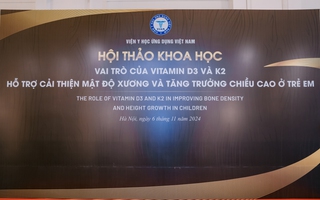 VIỆN Y HỌC ỨNG DỤNG VIỆT NAM
HỘI THẢO KHOA HỌC
VAI TRÒ CỦA VITAMIN D3 VÀ K2
HỖ TRỢ CẢI THIỆN MẬT ĐỘ XƯƠNG VÀ TĂNG TRƯỞNG CHIỀU CAO Ở TRẺ EM
THE ROLE OF VITAMIN D3 AND K2 IN IMPROVING BONE DENSITY
AND HEIGHT GROWTH IN CHILDREN
Hà Nội, ngày 6 tháng 11 năm 2024